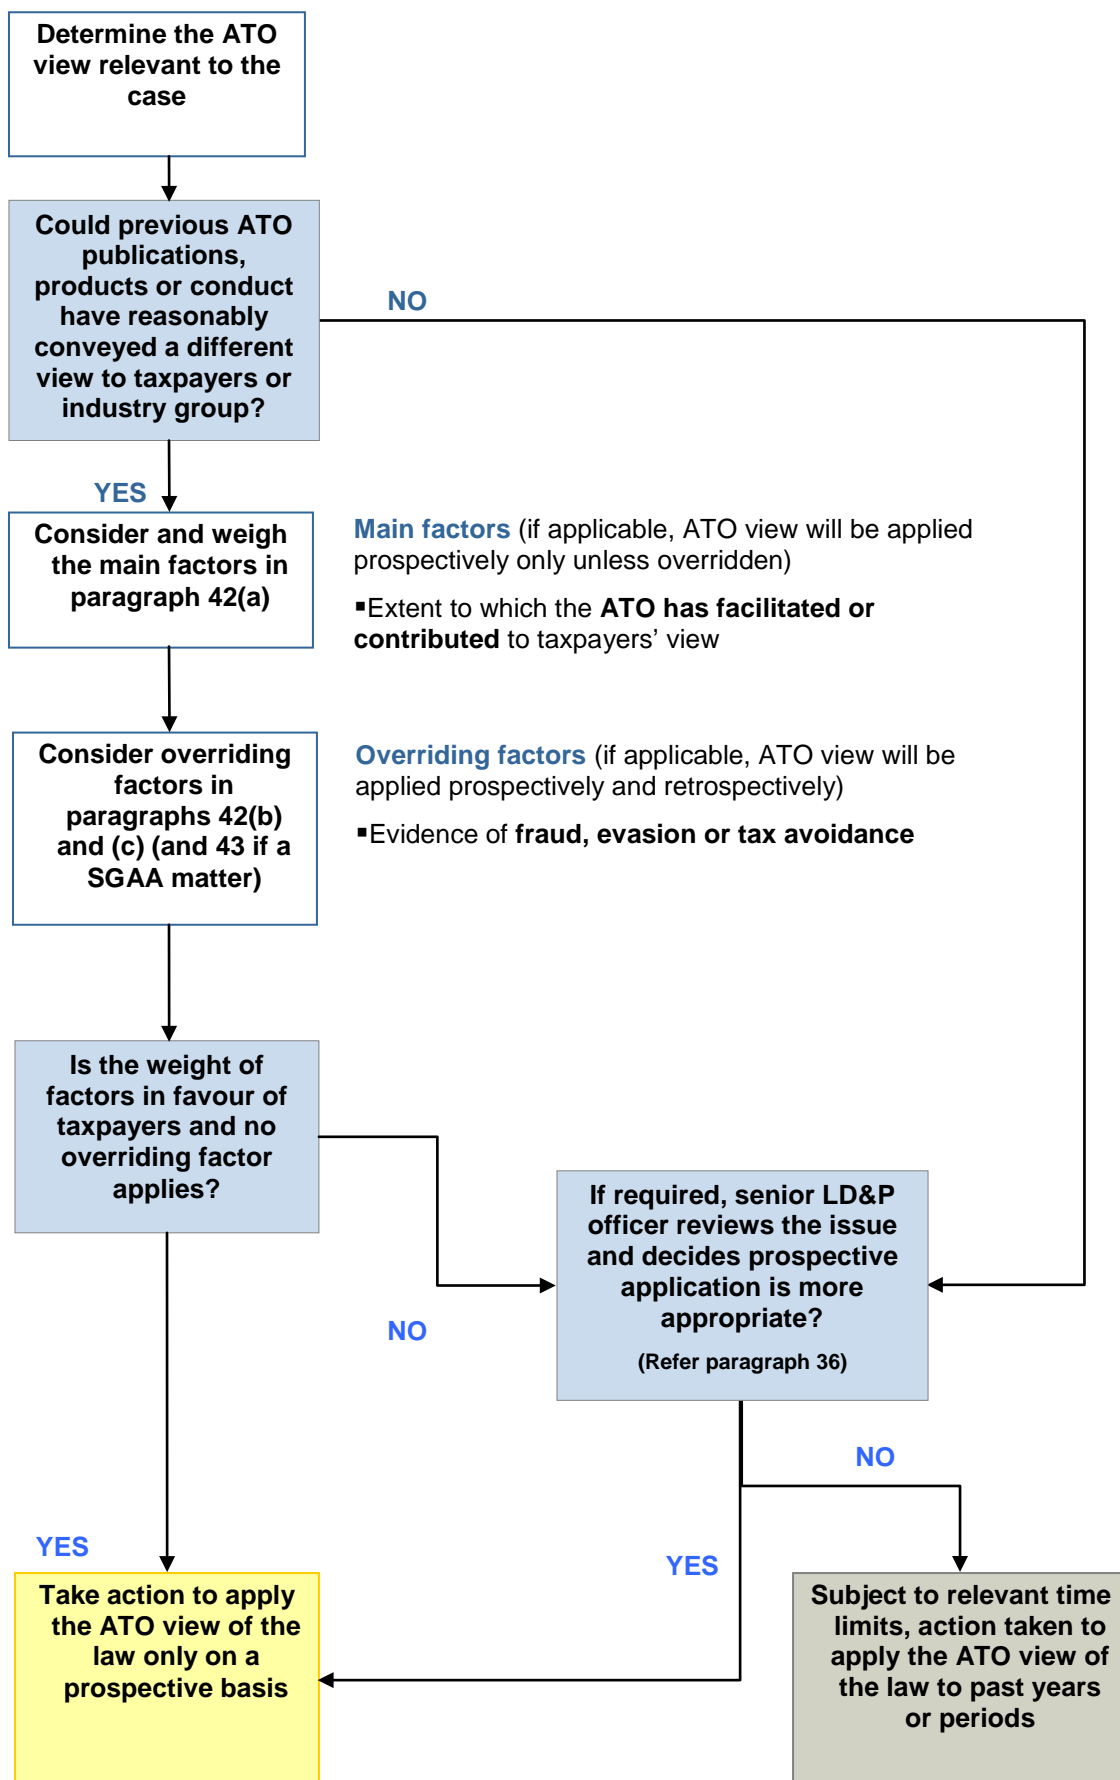 Determine the ATO
view relevant to the
case
Could previous ATO
publications,
products or conduct
have reasonably
conveyed a different
view to taxpayers or
industry group?
NO
YES
Consider and weigh
the main factors in
paragraph 42(a)
Main factors (if applicable, ATO view will be applied
prospectively only unless overridden)
▪Extent to which the ATO has facilitated or
contributed to taxpayers’ view
Consider overriding
factors in
paragraphs 42(b)
and (c) (and 43 if a
SGAA matter)
Overriding factors (if applicable, ATO view will be
applied prospectively and retrospectively)
▪Evidence of fraud, evasion or tax avoidance
Is the weight of
factors in favour of
taxpayers and no
overriding factor
applies?
NO
If required, senior LD&P
officer reviews the issue
and decides prospective
application is more
appropriate?
(Refer paragraph 36)
NO
YES
YES
Take action to apply
the ATO view of the
law only on a
prospective basis
Subject to relevant time
limits, action taken to
apply the ATO view of
the law to past years
or periods